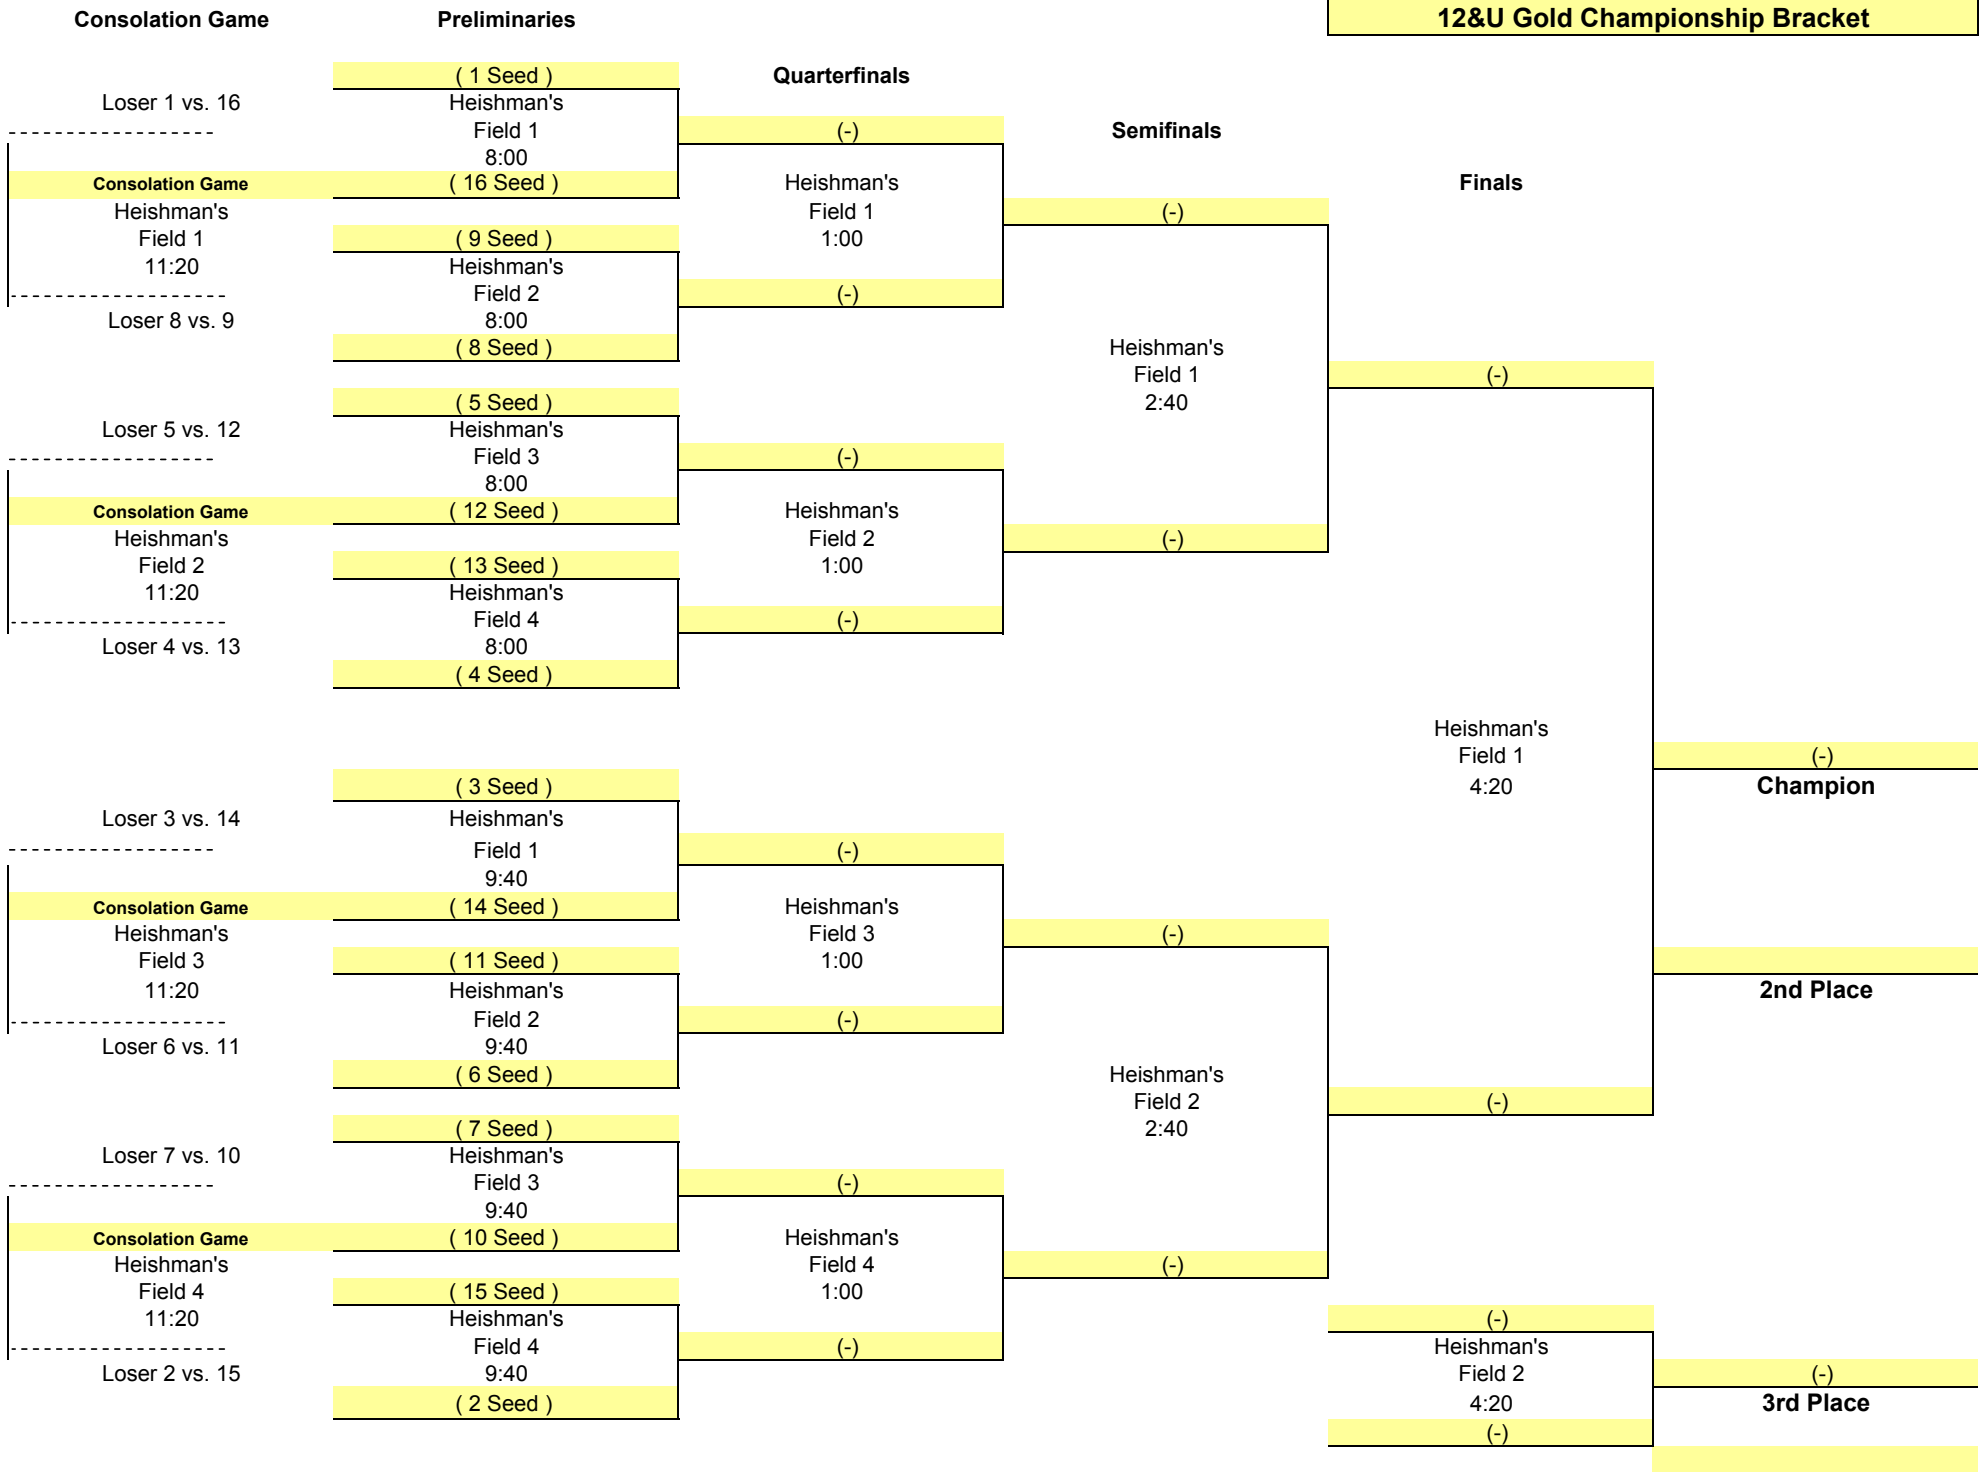 Consolation Game
Preliminaries
12&U Gold Championship Bracket
( 1 Seed )
Quarterfinals
Loser 1 vs. 16
Heishman's
Field 1
(-)
Semifinals
8:00
Consolation Game
( 16 Seed )
Heishman's
Finals
Heishman's
Field 1
(-)
Field 1
( 9 Seed )
1:00
11:20
Heishman's
Field 2
(-)
Loser 8 vs. 9
8:00
( 8 Seed )
Heishman's
Field 1
(-)
( 5 Seed )
2:40
Loser 5 vs. 12
Heishman's
Field 3
(-)
8:00
Consolation Game
( 12 Seed )
Heishman's
Heishman's
Field 2
(-)
Field 2
( 13 Seed )
1:00
11:20
Heishman's
Field 4
(-)
Loser 4 vs. 13
8:00
( 4 Seed )
Heishman's
Field 1
(-)
( 3 Seed )
4:20
Champion
Loser 3 vs. 14
Heishman's
Field 1
(-)
9:40
Consolation Game
( 14 Seed )
Heishman's
Heishman's
Field 3
(-)
Field 3
( 11 Seed )
1:00
11:20
Heishman's
2nd Place
Field 2
(-)
Loser 6 vs. 11
9:40
( 6 Seed )
Heishman's
Field 2
(-)
( 7 Seed )
2:40
Loser 7 vs. 10
Heishman's
Field 3
(-)
9:40
Consolation Game
( 10 Seed )
Heishman's
Heishman's
Field 4
(-)
Field 4
( 15 Seed )
1:00
11:20
Heishman's
(-)
Field 4
(-)
Heishman's
Loser 2 vs. 15
9:40
Field 2
(-)
( 2 Seed )
4:20
3rd Place
(-)